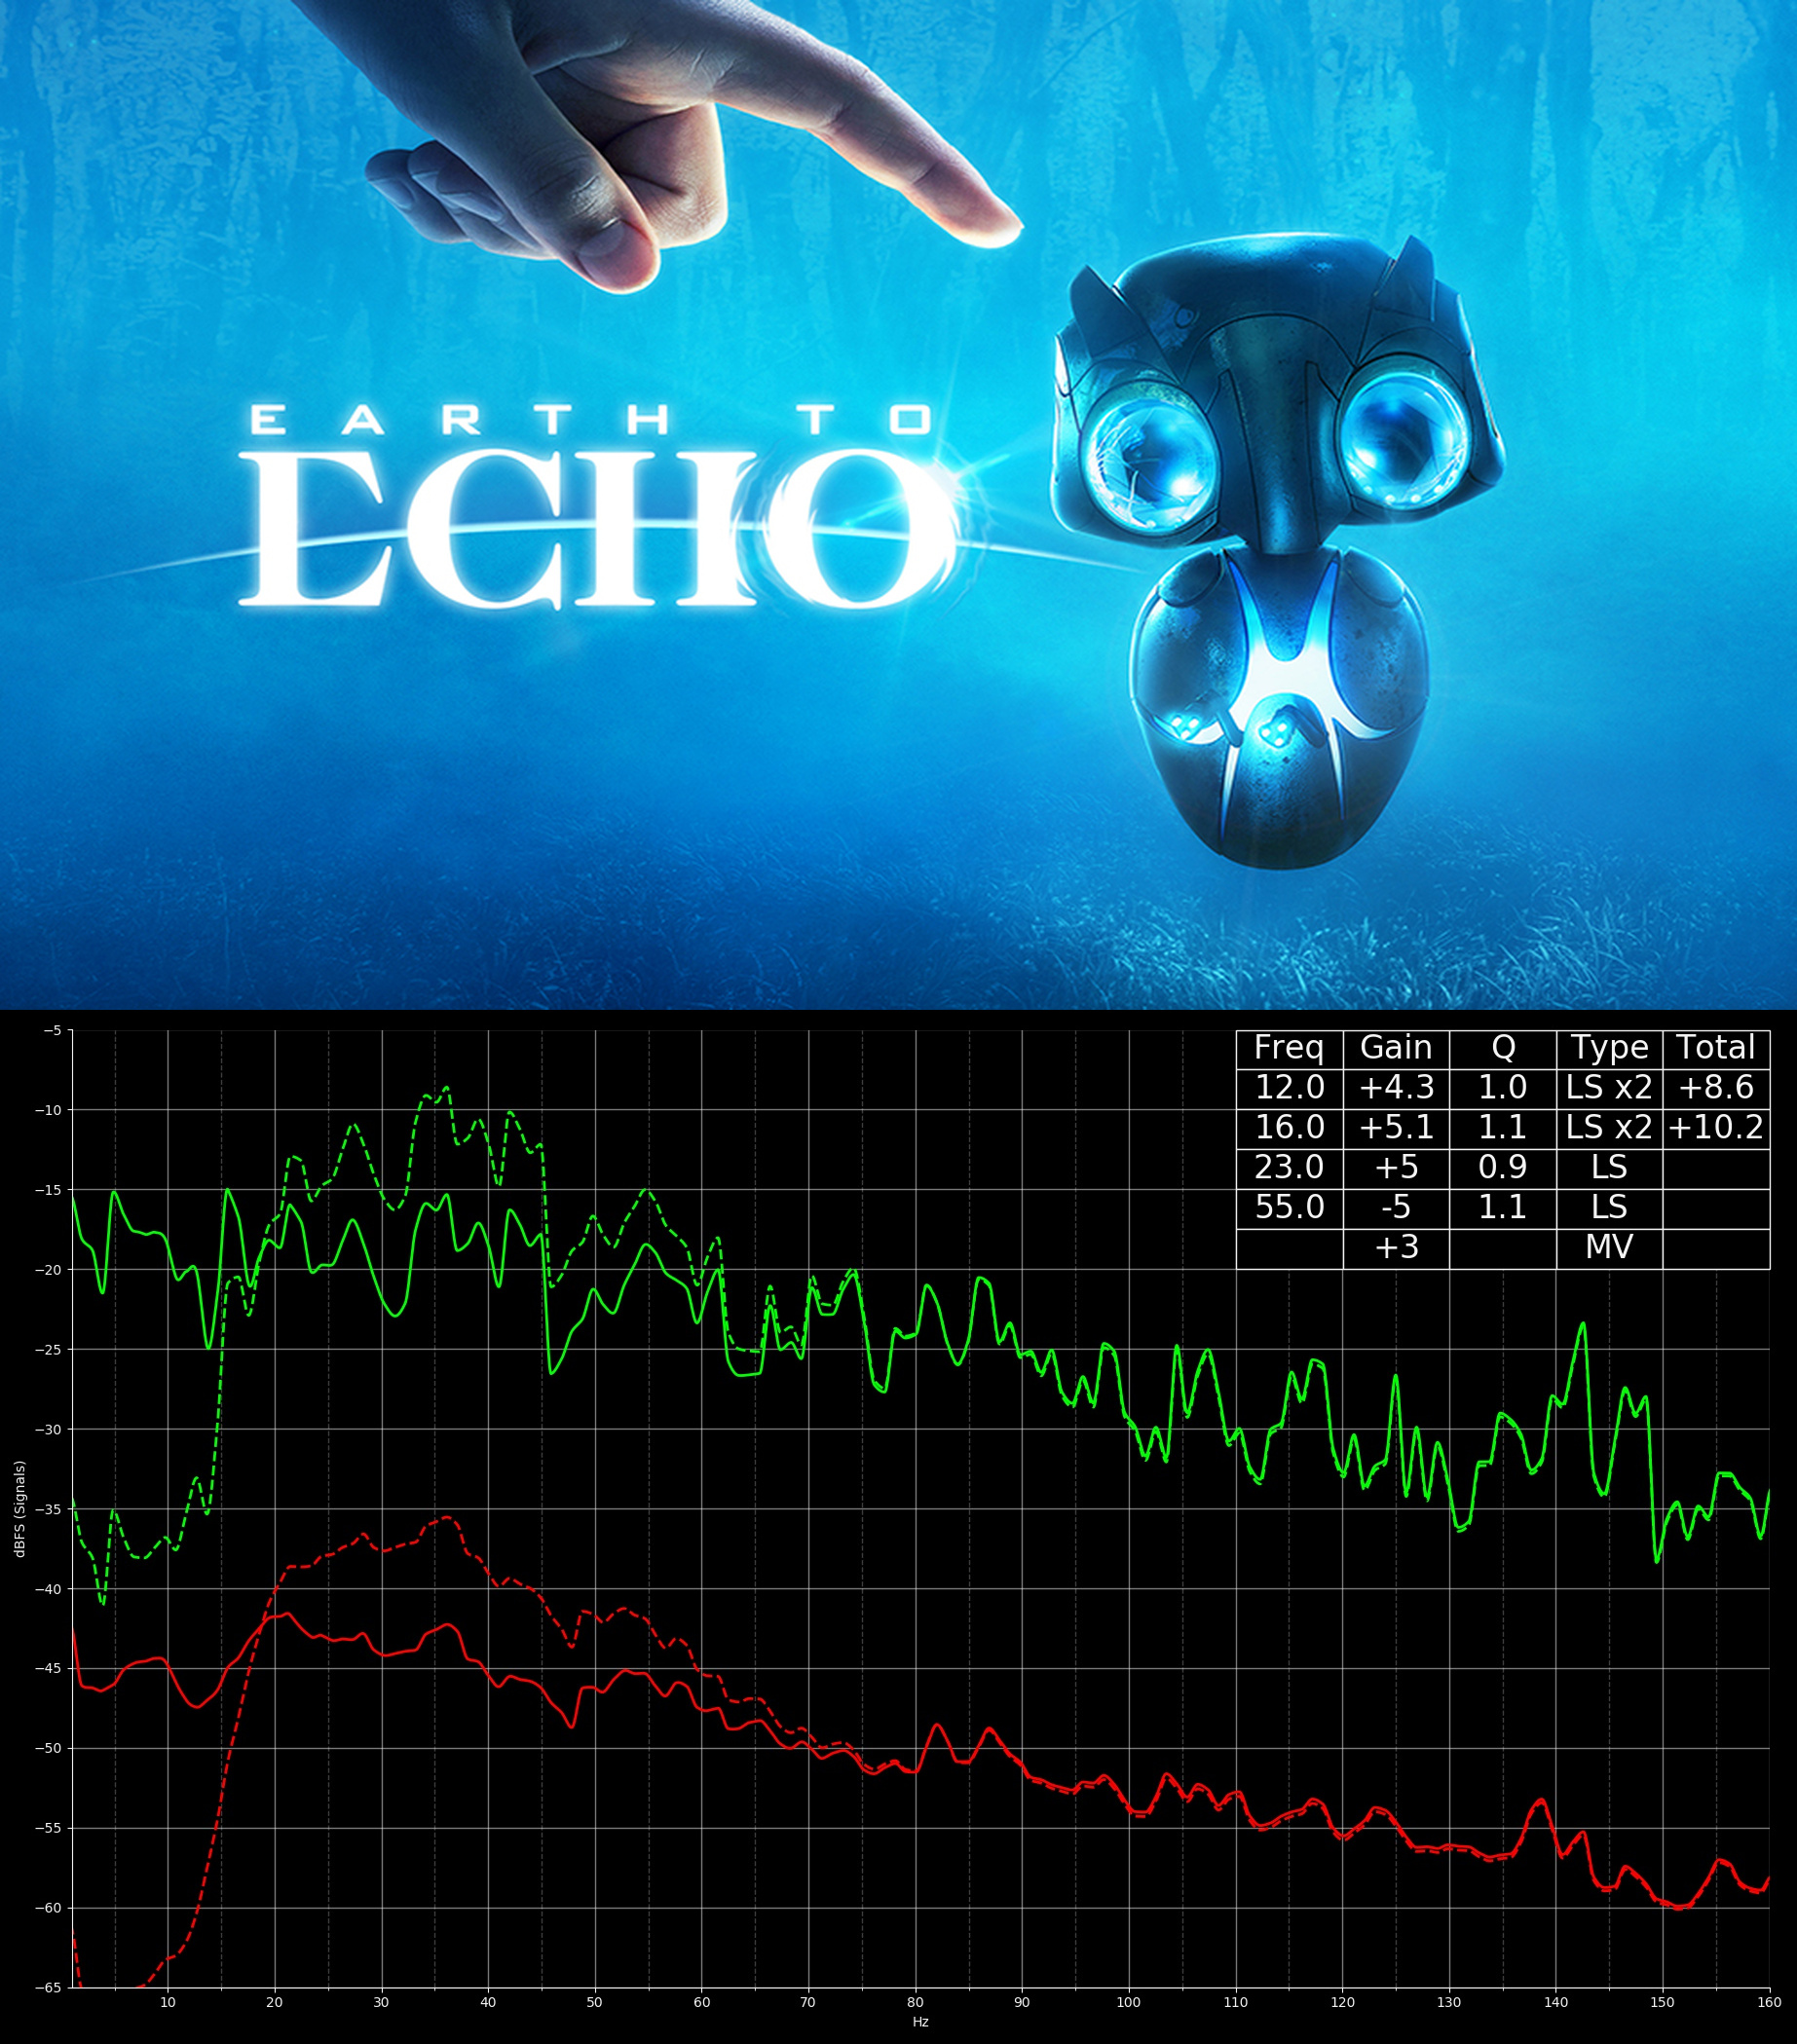 EARTH TO
ECHO
Freq Gain Q Type Total
12.0 +4.3 1.0 LS x2 +8.6
16.0 +5.1 1.1 LS x2 +10.2
23.0 +5 0.9 LS
55.0 -5 1.1 LS
+3 MV
−5
−10
−15
−20
−25
−30
−35
−40
−45
−50
−55
−60
−65
dBFS (Signals)
10 20 30 40 50 60 70 80 90 100 110 120 130 140 150 160
Hz